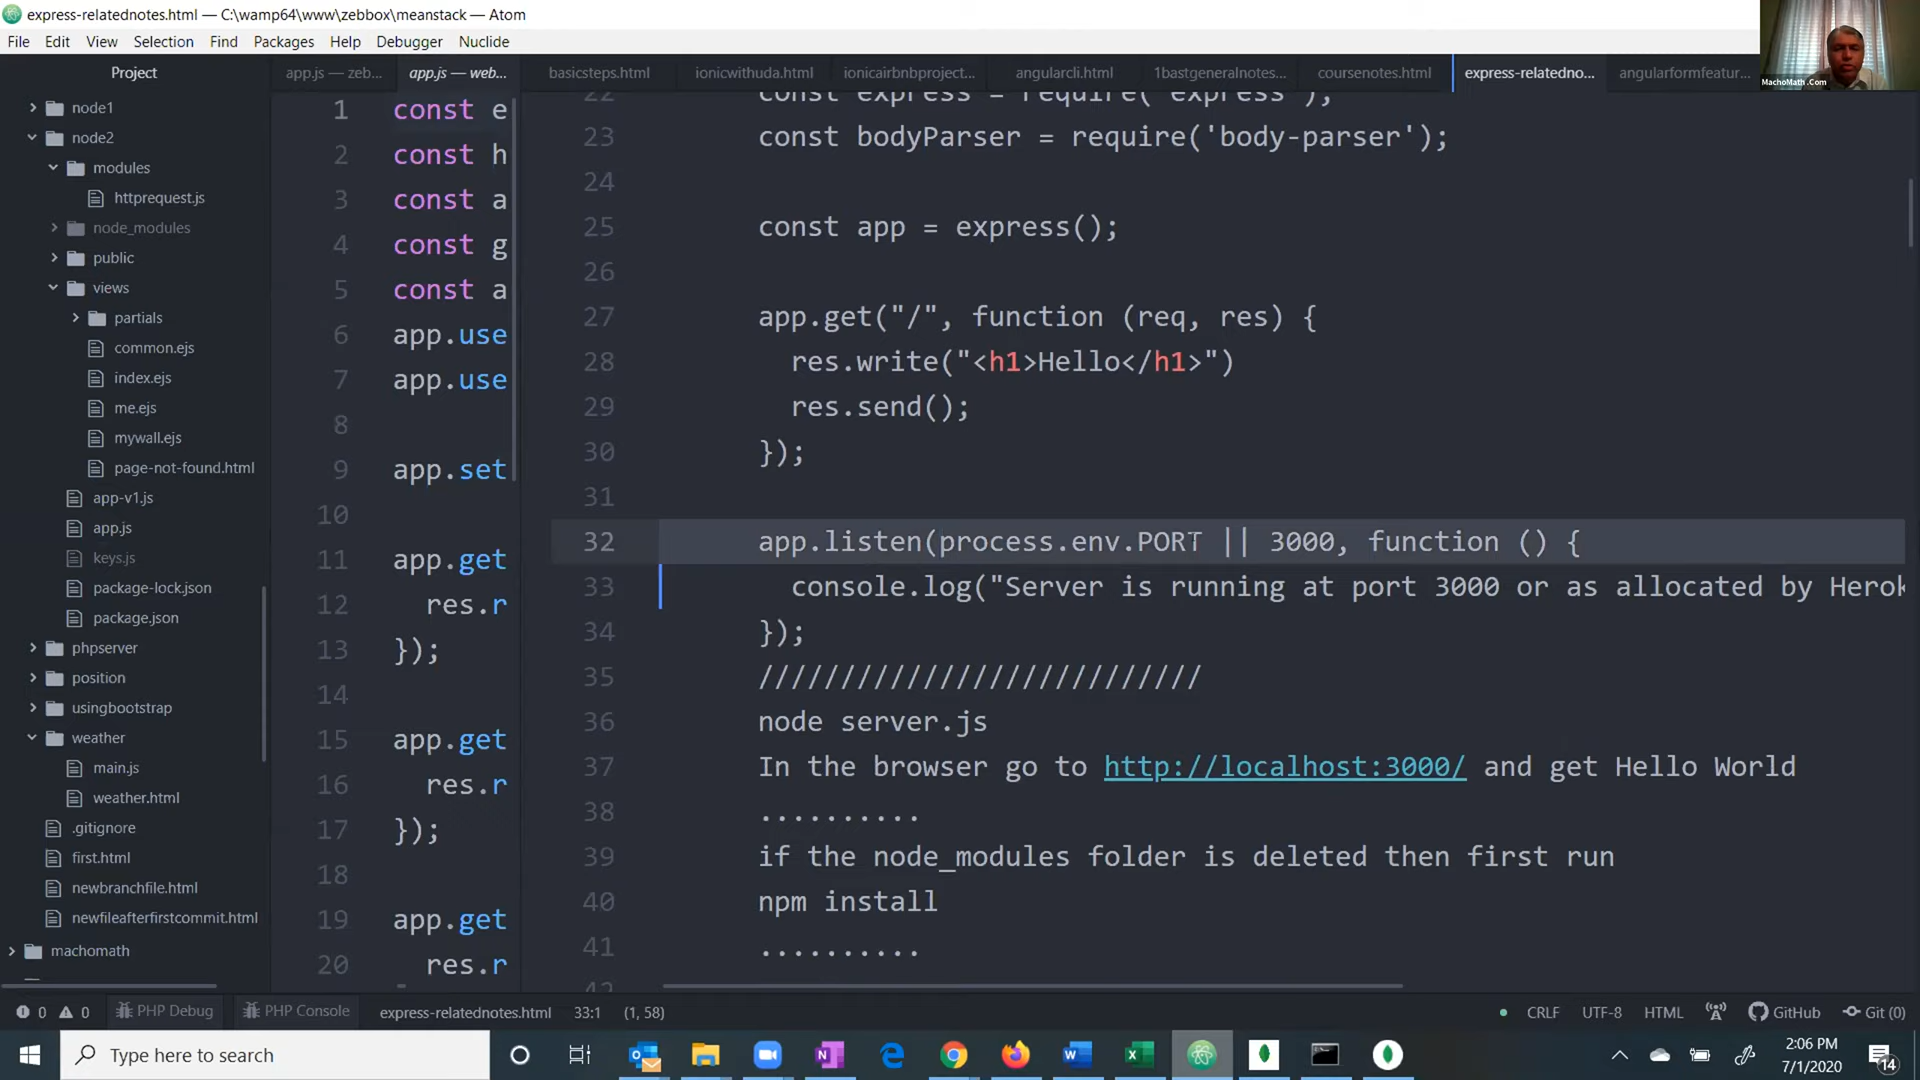 express-relatednotes.html — C:\wamp64\www\zebbox\meanstack — Atom
File Edit View Selection Find Packages Help Debugger Nuclide
MachoMath .Com
Project
node1
node2
modules
httprequest.js
node_modules
public
views
partials
common.ejs
index.ejs
me.ejs
mywall.ejs
page-not-found.html
app-v1.js
app.js
keys.js
package-lock.json
package.json
phpserver
position
usingbootstrap
weather
main.js
weather.html
.gitignore
first.html
newbranchfile.html
newfileafterfirstcommit.html
machomath
app.js — zeb... app.js — web...
1 const e
2 const h
3 const a
4 const g
5 const a
6 app.use
7 app.use
8
9 app.set
10
11 app.get
12 res.r
13 });
14
15 app.get
16 res.r
17 });
18
19 app.get
20 res.r
basicsteps.html ionicwithuda.html ionicairbnbproject... angularcli.html 1bastgeneralnotes... coursenotes.html express-relatedno... angularformfeatur...
22 const express = require('express');
23 const bodyParser = require('body-parser');
24
25 const app = express();
26
27 app.get("/", function (req, res) {
28 res.write("<h1>Hello</h1>")
29 res.send();
30 });
31
32 app.listen(process.env.PORT || 3000, function () {
33 console.log("Server is running at port 3000 or as allocated by Herok
34 });
35 ///////////////////////////
36 node server.js
37 In the browser go to http://localhost:3000/ and get Hello World
38 ..........
39 if the node_modules folder is deleted then first run
40 npm install
41 ..........
42
0 0 PHP Debug PHP Console express-relatednotes.html 33:1 (1, 58) CRLF UTF-8 HTML GitHub Git (0)
Type here to search
2:06 PM
7/1/2020
14